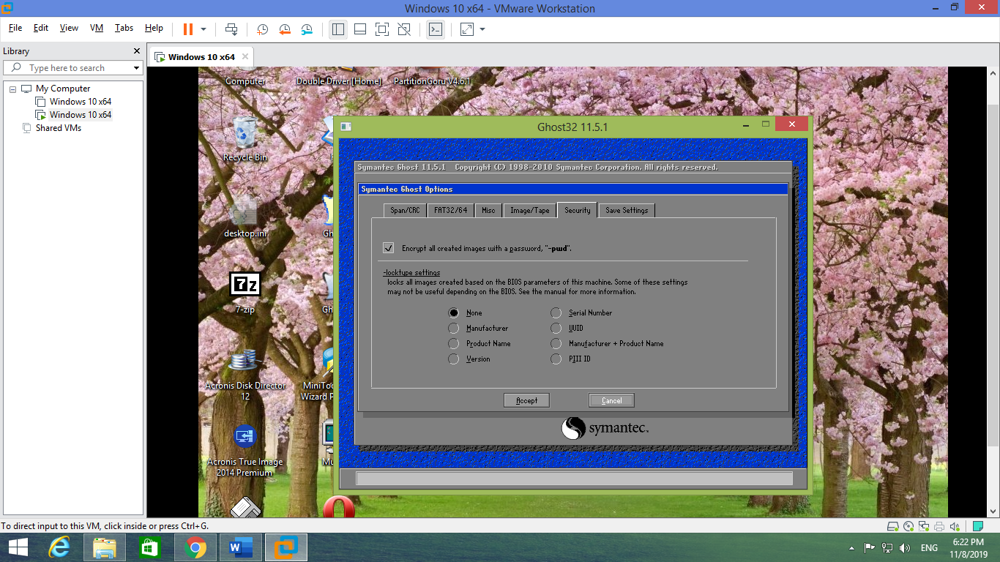 Windows 10 x64 - VMware Workstation
File Edit View VM Tabs Help
Library
Type here to search
My Computer
Windows 10 x64
Windows 10 x64
Shared VMs
Windows 10 x64
Computer
Double Driver [Home]
PartitionGoru V4.6.1
Recycle Bin
desktop.ini
Gh
7-zip
Gh
Acronis Disk Director
12
MiniToo
Wizard P
Acronis True Image
2014 Premium
Mu
Ghost32 11.5.1
Symantec Ghost 11.5.1 Copyright (C) 1998-2010 Symantec Corporation. All rights reserved.
Symantec Ghost Options
Span/CRC FAT32/64 Misc Image/Tape Security Save Settings
Encrypt all created images with a password, "-pwd".
-locktype settings
locks all images created based on the BIOS parameters of this machine. Some of these settings
may not be useful depending on the BIOS. See the manual for more information.
None Serial Number
Manufacturer UUID
Product Name Manufacturer + Product Name
Version PIII ID
Accept Cancel
symantec.
To direct input to this VM, click inside or press Ctrl+G.
ENG
6:22 PM
11/8/2019